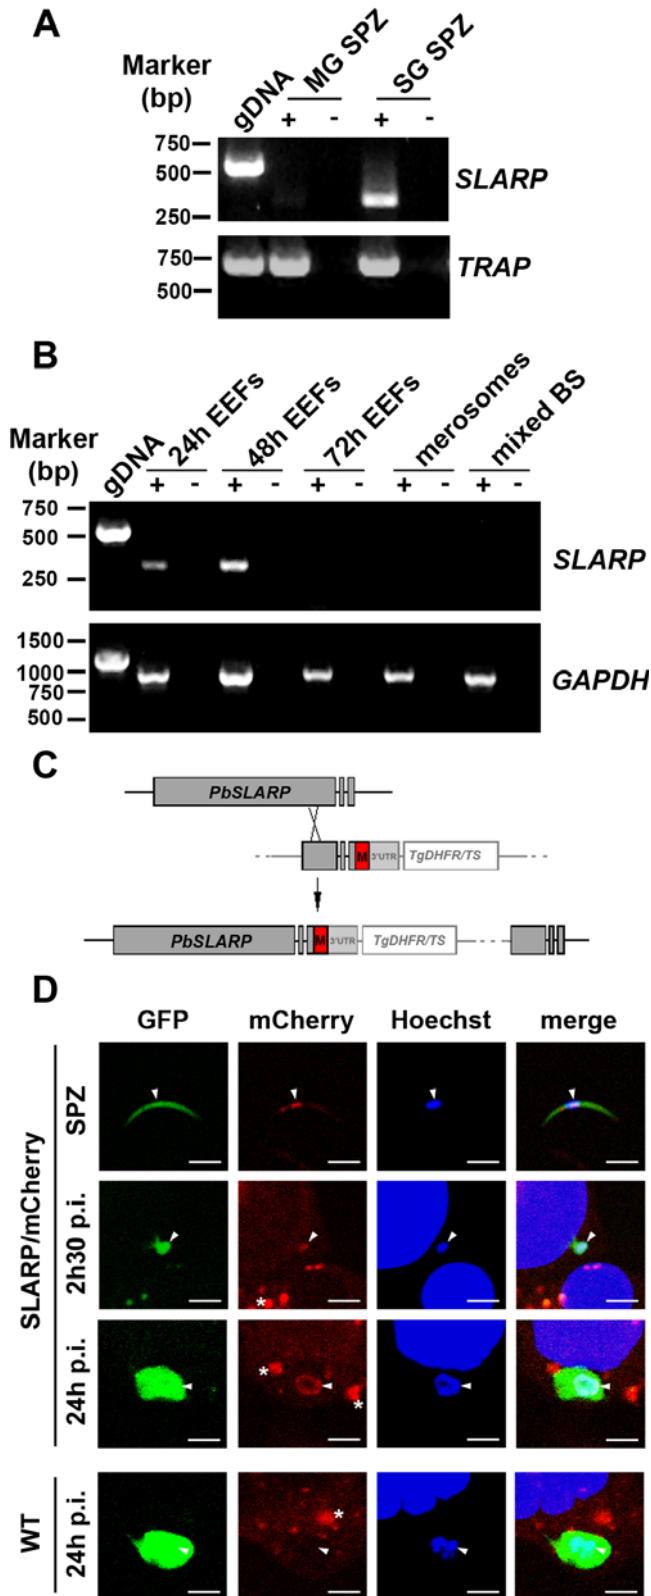 A
Marker
(bp)
gDNA
MG SPZ
SG SPZ
+ - + -
750
500
250
SLARP
750
500
TRAP
B
Marker
(bp)
gDNA
24h EEFs
48h EEFs
72h EEFs
merosomes
mixed BS
+ - + - + - + - + -
750
500
250
SLARP
1500
1000
750
500
GAPDH
C
PbSLARP
M 3'UTR TgDHFR/TS
PbSLARP M 3'UTR TgDHFR/TS
D
GFP mCherry Hoechst merge
SLARP/mCherry
SPZ
2h30 p.i.
*
24h p.i.
* *
WT
24h p.i.
*